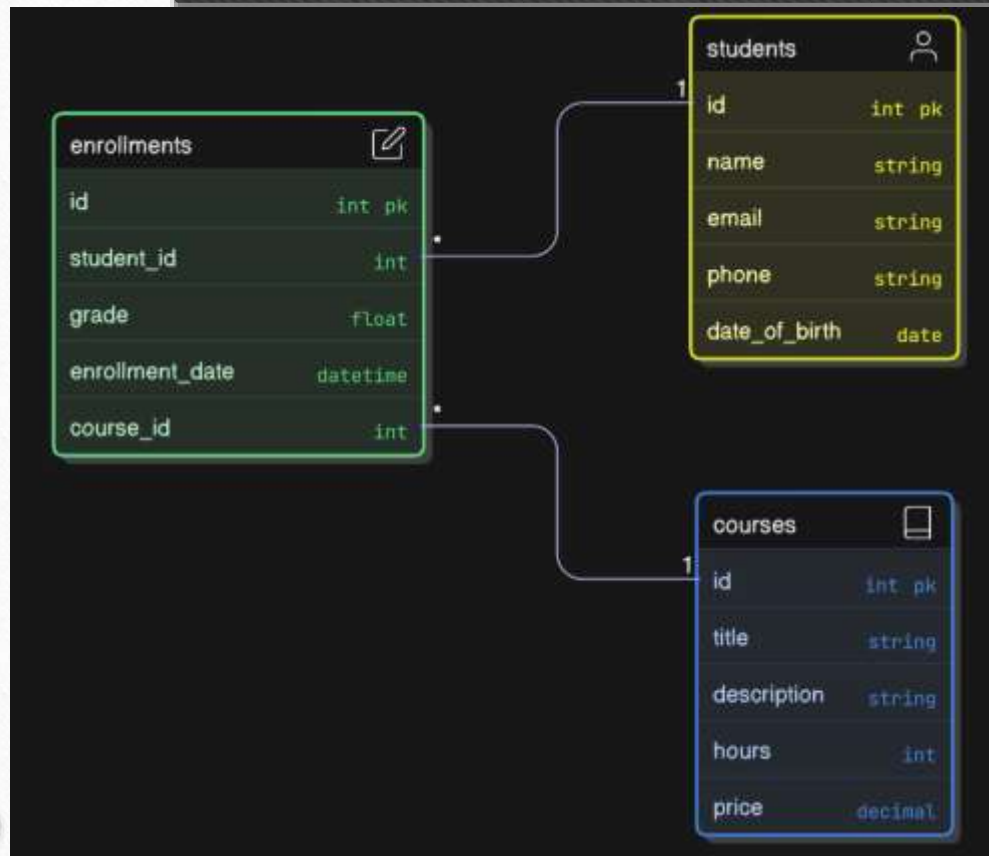 enrollments
id int pk
student_id int
grade float
enrollment_date datetime
course_id int
*
*
students
1
id int pk
name string
email string
phone string
date_of_birth date
courses
1
id int pk
title string
description string
hours int
price decimal